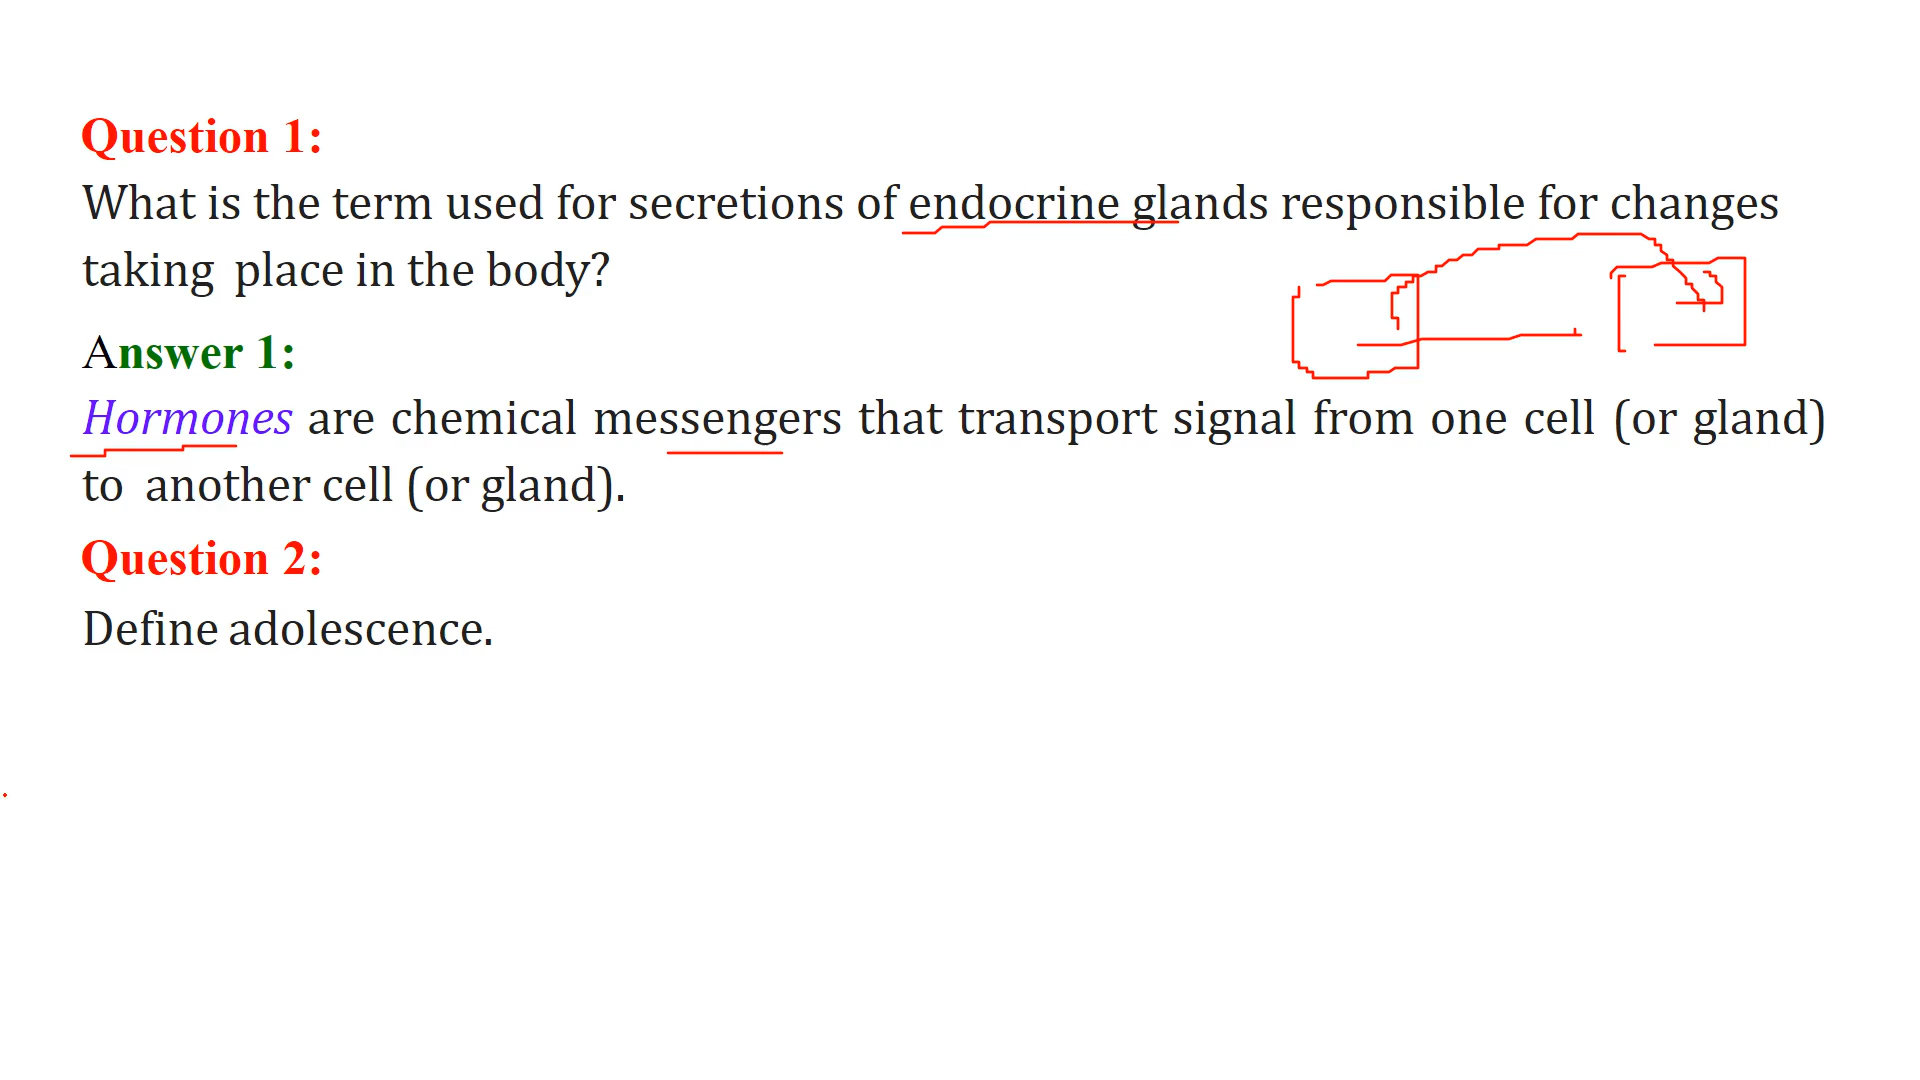 Question 1:
What is the term used for secretions of endocrine glands responsible for changes
taking place in the body?
Answer 1:
Hormones are chemical messengers that transport signal from one cell (or gland)
to another cell (or gland).
Question 2:
Define adolescence.